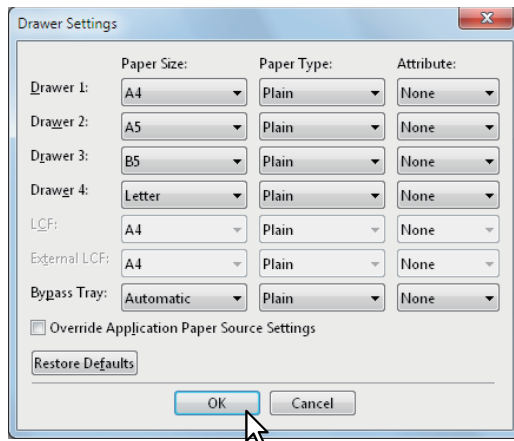 Drawer Settings
Paper Size: Paper Type: Attribute:
Drawer 1: A4 Plain None
Drawer 2: A5 Plain None
Drawer 3: B5 Plain None
Drawer 4: Letter Plain None
LCF: A4 Plain None
External LCF: A4 Plain None
Bypass Tray: Automatic Plain None
Override Application Paper Source Settings
Restore Defaults
OK Cancel